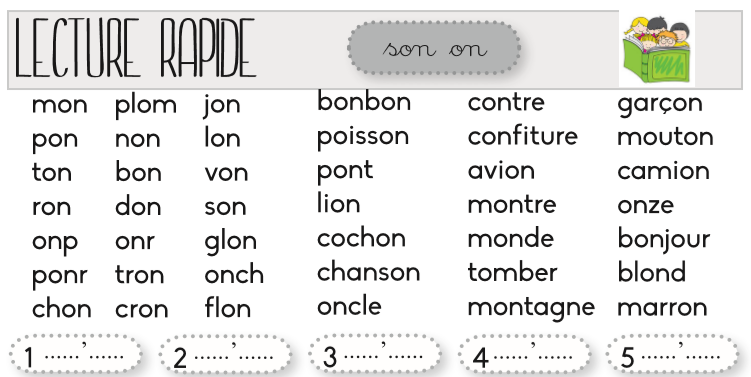 LECTURE RAPIDE son on
mon plom jon bonbon contre garçon
pon non lon poisson confiture mouton
ton bon von pont avion camion
ron don son lion montre onze
onp onr glon cochon monde bonjour
ponr tron onch chanson tomber blond
chon cron flon oncle montagne marron
1 ......’...... 2 ......’...... 3 ......’...... 4 ......’...... 5 ......’......